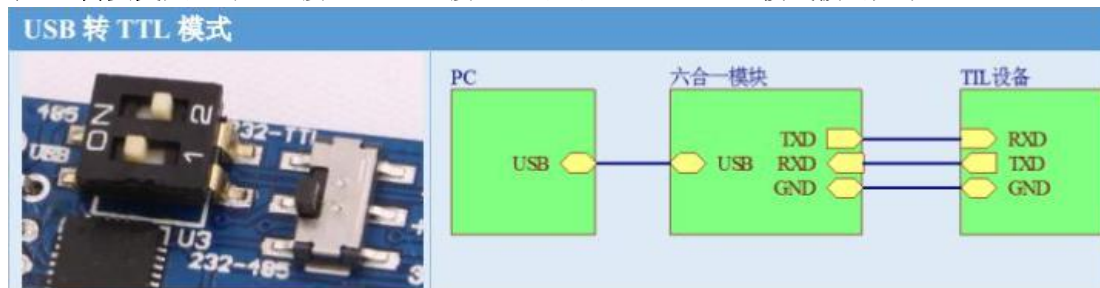 USB 转 TTL 模式
PC
六合一模块
TIL设备
USB
USB
TXD
RXD
GND
RXD
TXD
GND
485
USB
ON
1
2
232-TTL
U3
232-485